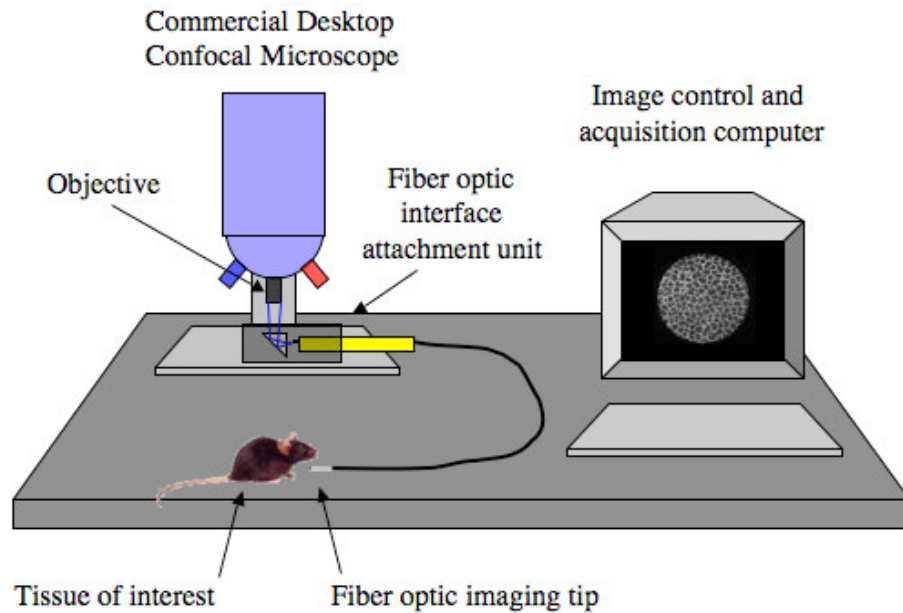 Commercial Desktop
Confocal Microscope
Image control and
acquisition computer
Objective
Fiber optic
interface
attachment unit
Tissue of interest
Fiber optic imaging tip